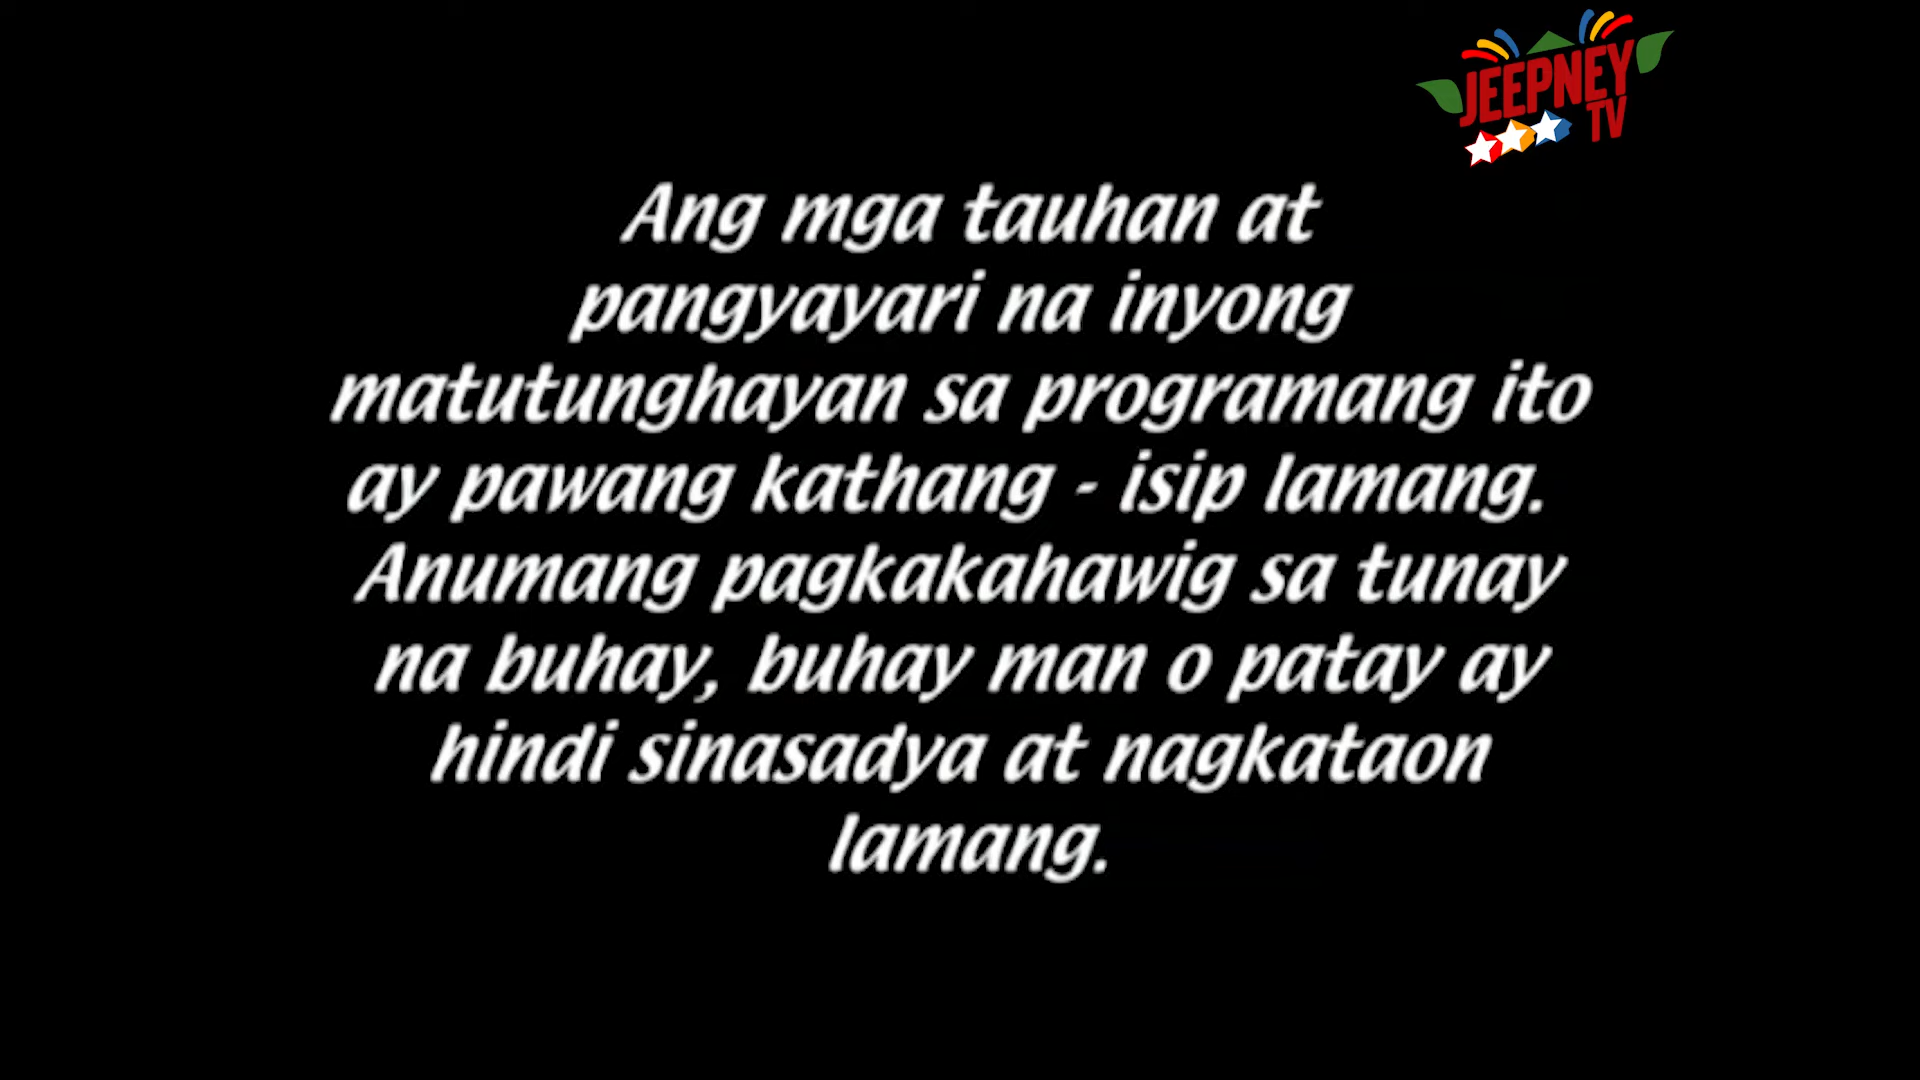 JEEPNEY
TV
Ang mga tauhan at
pangyayari na inyong
matutunghayan sa programang ito
ay pawang kathang - isip lamang.
Anumang pagkakahawig sa tunay
na buhay, buhay man o patay ay
hindi sinasadya at nagkataon
lamang.